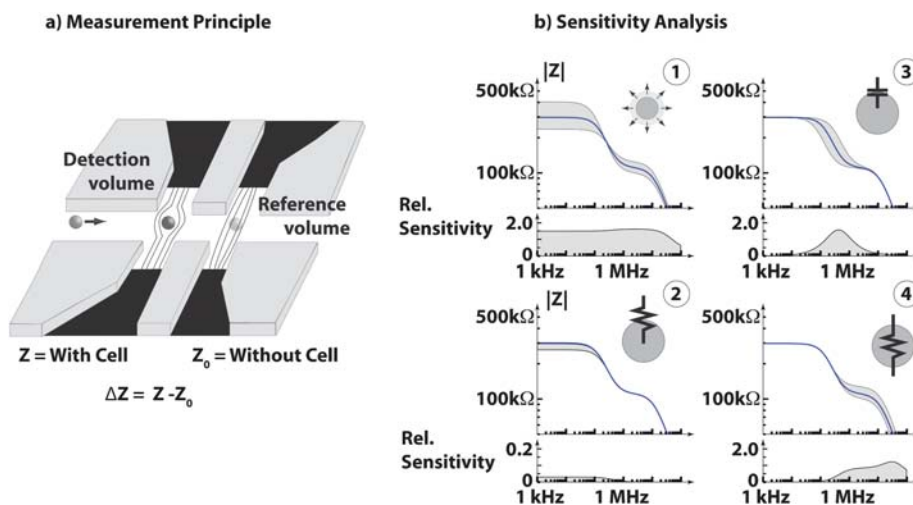 a) Measurement Principle
Detection
volume
Reference
volume
Z = With Cell
Z0 = Without Cell
ΔZ = Z -Z0
b) Sensitivity Analysis
|Z|
1
500kΩ
100kΩ
Rel.
Sensitivity
2.0
0
1 kHz
1 MHz
3
500kΩ
100kΩ
2.0
0
1 kHz
1 MHz
|Z|
2
500kΩ
100kΩ
Rel.
Sensitivity
0.2
0
1 kHz
1 MHz
4
500kΩ
100kΩ
2.0
0
1 kHz
1 MHz